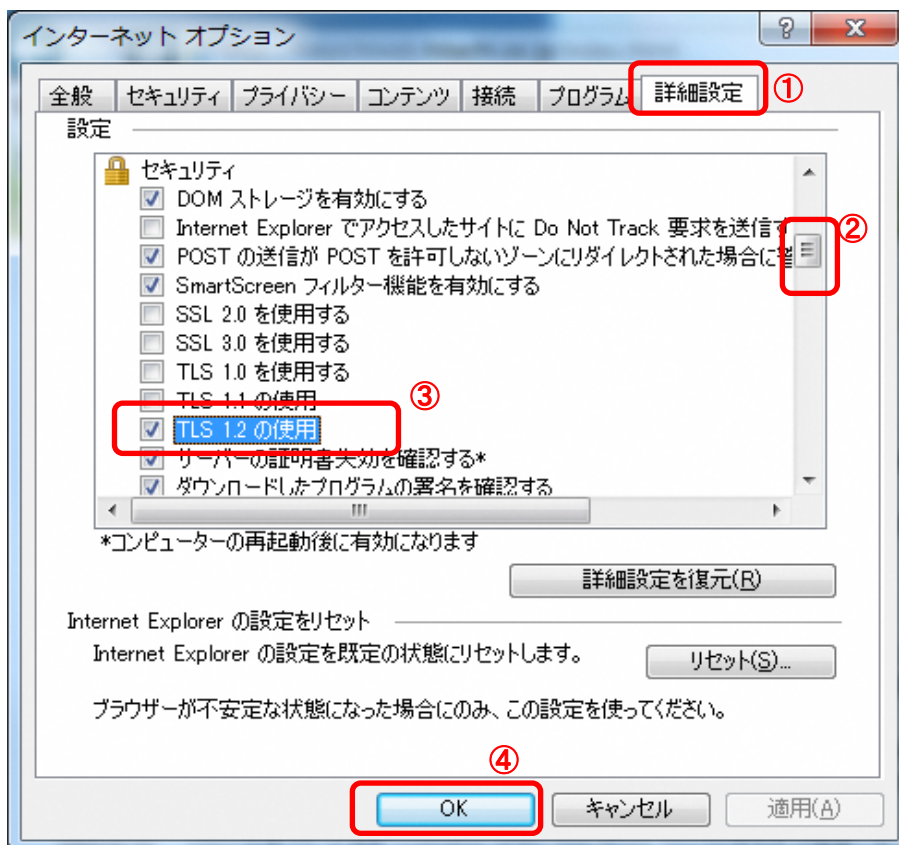 インターネット オプション
全般 セキュリティ プライバシー コンテンツ 接続 プログラム 詳細設定 ①
設定
セキュリティ
DOM ストレージを有効にする
Internet Explorer でアクセスしたサイトに Do Not Track 要求を送信す ②
POST の送信が POST を許可しないゾーンにリダイレクトされた場合に警
SmartScreen フィルター機能を有効にする
SSL 2.0 を使用する
SSL 3.0 を使用する
TLS 1.0 を使用する
TLS 1.1 の使用 ③
TLS 1.2 の使用
サーバーの証明書失効を確認する*
ダウンロードしたプログラムの署名を確認する
*コンピューターの再起動後に有効になります
詳細設定を復元(R)
Internet Explorer の設定をリセット
Internet Explorer の設定を既定の状態にリセットします。 リセット(S)...
ブラウザーが不安定な状態になった場合にのみ、この設定を使ってください。
④
OK キャンセル 適用(A)